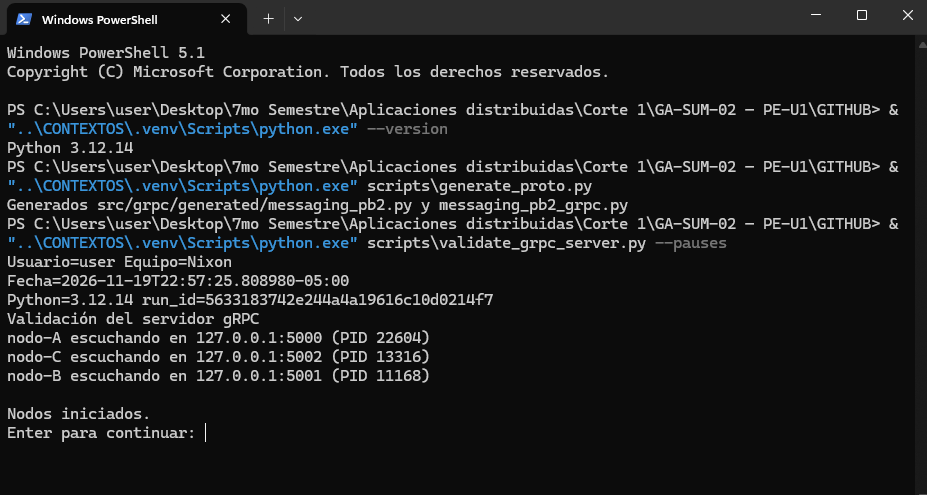 Windows PowerShell
Windows PowerShell 5.1
Copyright (C) Microsoft Corporation. Todos los derechos reservados.
PS C:\Users\user\Desktop\7mo Semestre\Aplicaciones distribuidas\Corte 1\GA-SUM-02 - PE-U1\GITHUB> &
"..\CONTEXTOS\.venv\Scripts\python.exe" --version
Python 3.12.14
PS C:\Users\user\Desktop\7mo Semestre\Aplicaciones distribuidas\Corte 1\GA-SUM-02 - PE-U1\GITHUB> &
"..\CONTEXTOS\.venv\Scripts\python.exe" scripts\generate_proto.py
Generados src/grpc/generated/messaging_pb2.py y messaging_pb2_grpc.py
PS C:\Users\user\Desktop\7mo Semestre\Aplicaciones distribuidas\Corte 1\GA-SUM-02 - PE-U1\GITHUB> &
"..\CONTEXTOS\.venv\Scripts\python.exe" scripts\validate_grpc_server.py --pauses
Usuario=user Equipo=Nixon
Fecha=2026-11-19T22:57:25.808980-05:00
Python=3.12.14 run_id=5633183742e244a4a19616c10d0214f7
Validación del servidor gRPC
nodo-A escuchando en 127.0.0.1:5000 (PID 22604)
nodo-C escuchando en 127.0.0.1:5002 (PID 13316)
nodo-B escuchando en 127.0.0.1:5001 (PID 11168)
Nodos iniciados.
Enter para continuar: